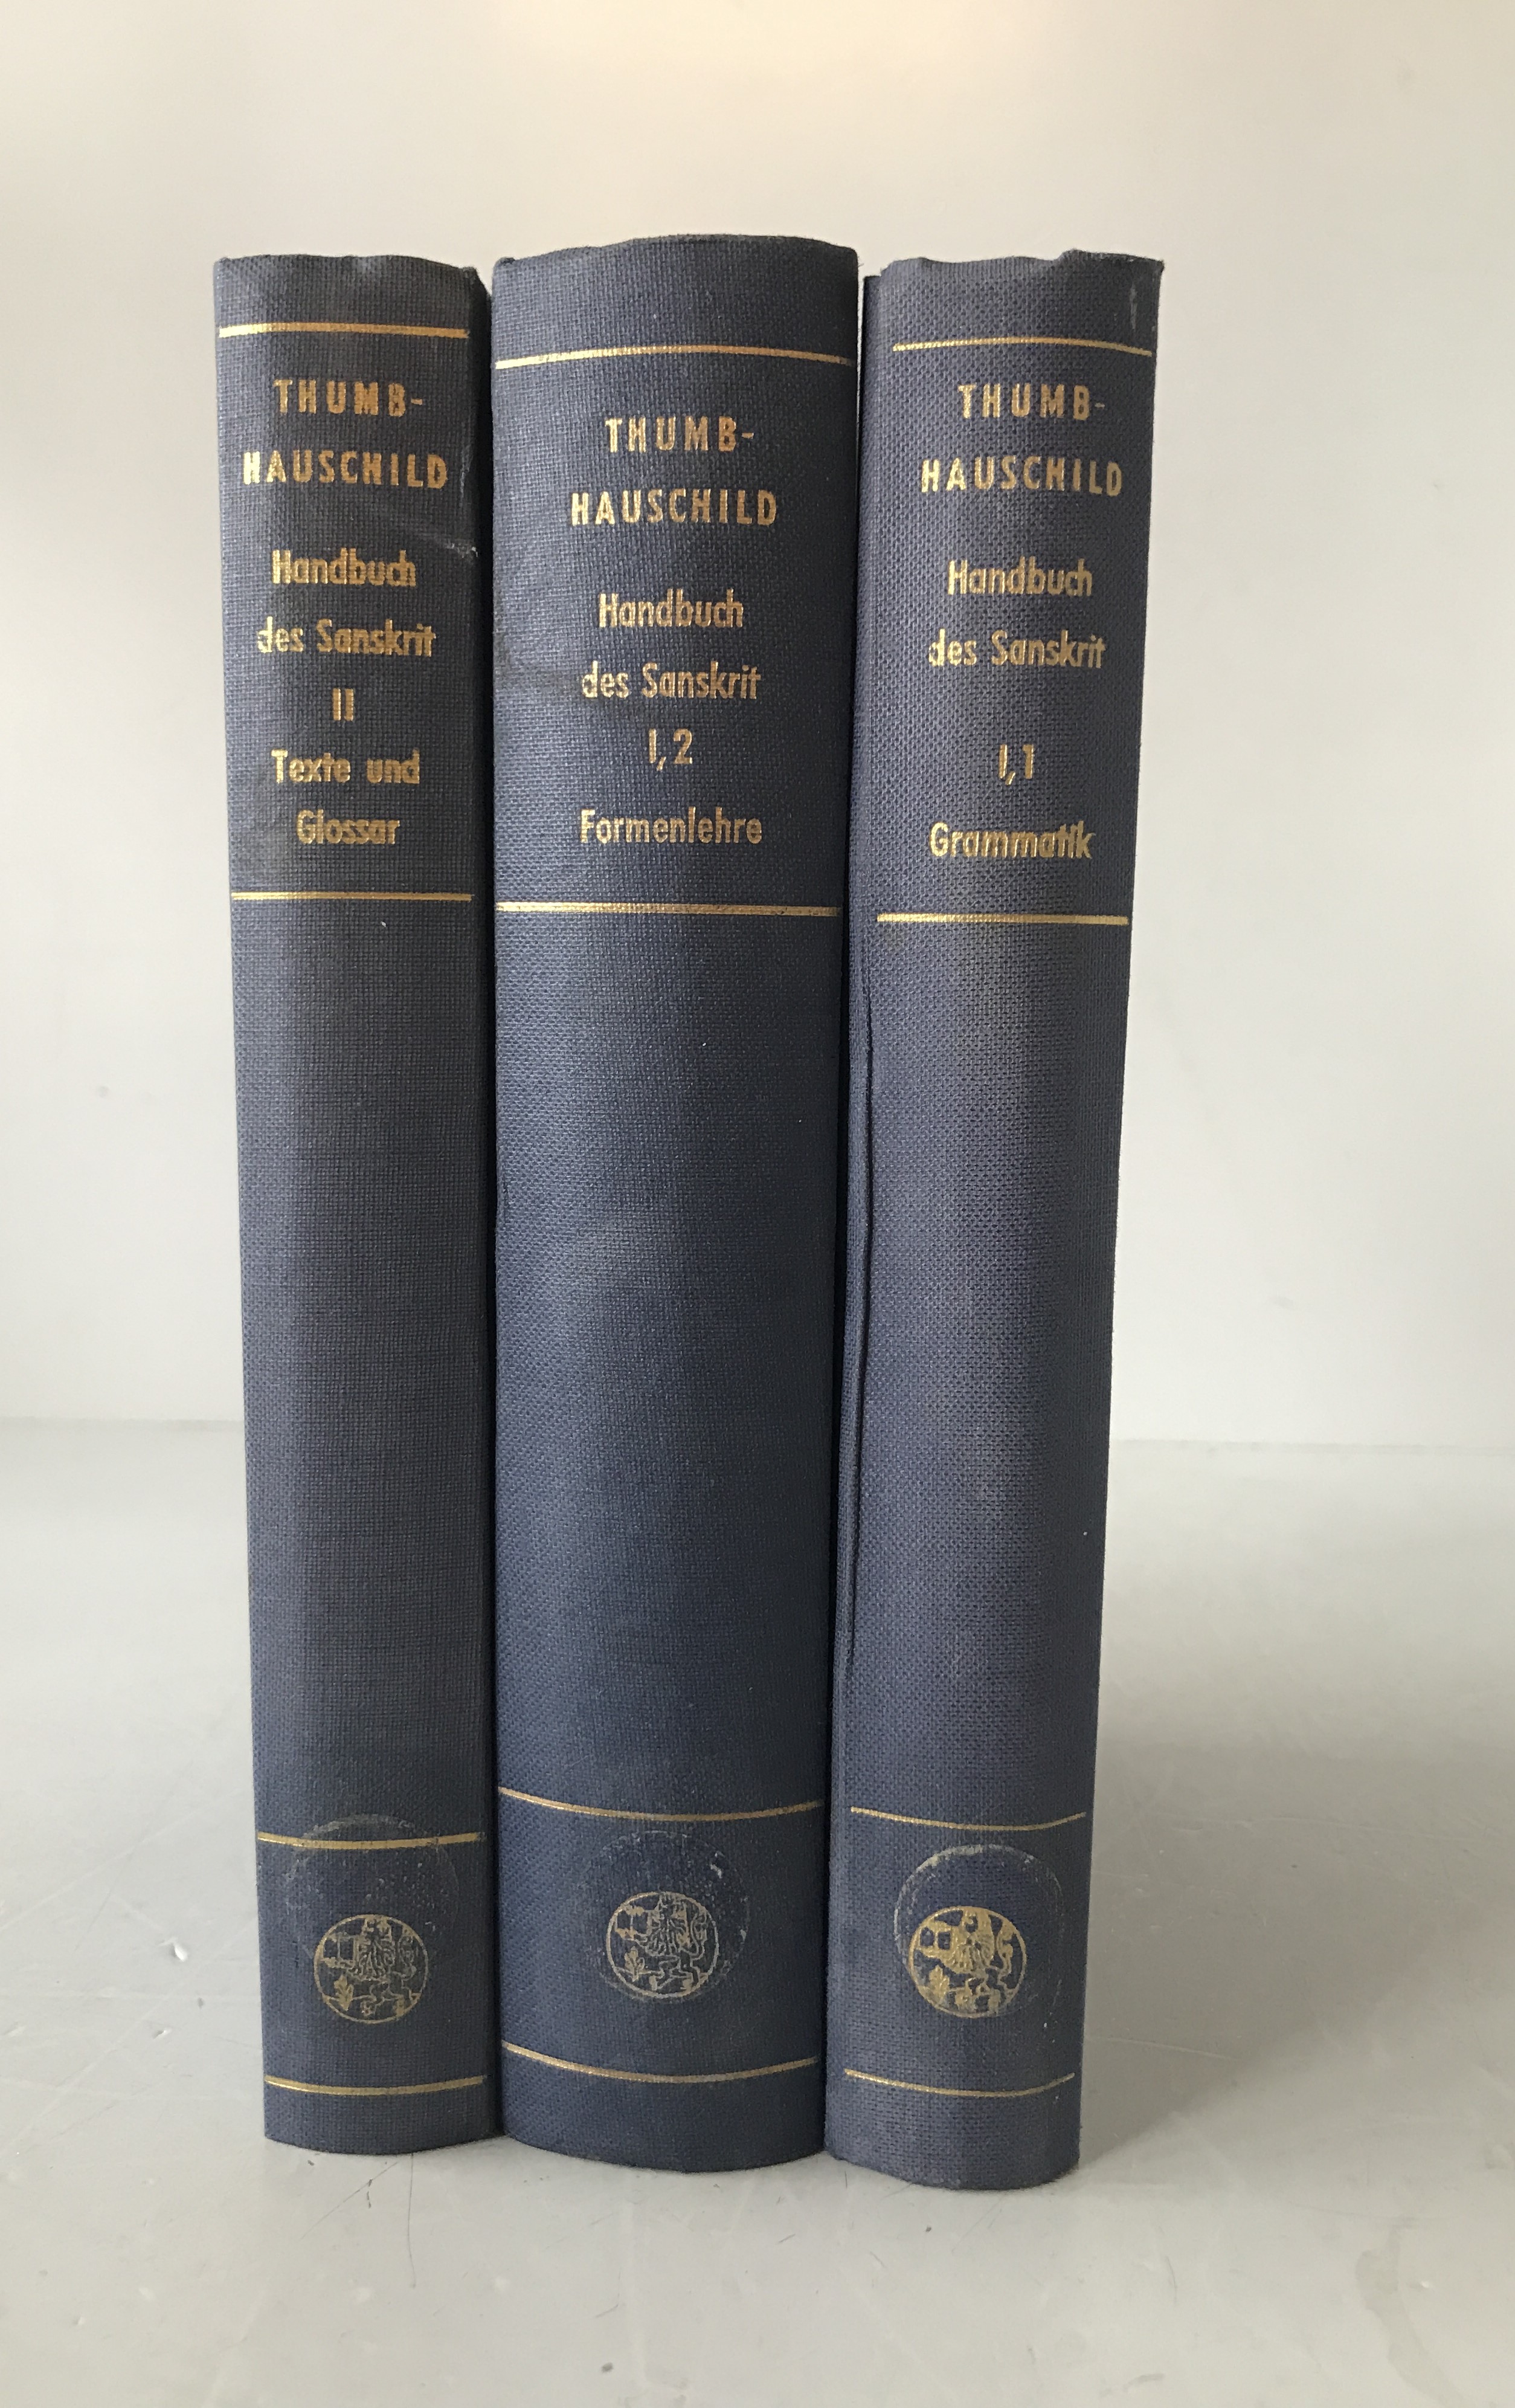 THUMB-
HAUSCHILD
Handbuch
des Sanskrit
II
Texte und
Glossar
THUMB-
HAUSCHILD
Handbuch
des Sanskrit
I, 2
Formenlehre
THUMB-
HAUSCHILD
Handbuch
des Sanskrit
I, 1
Grammatik